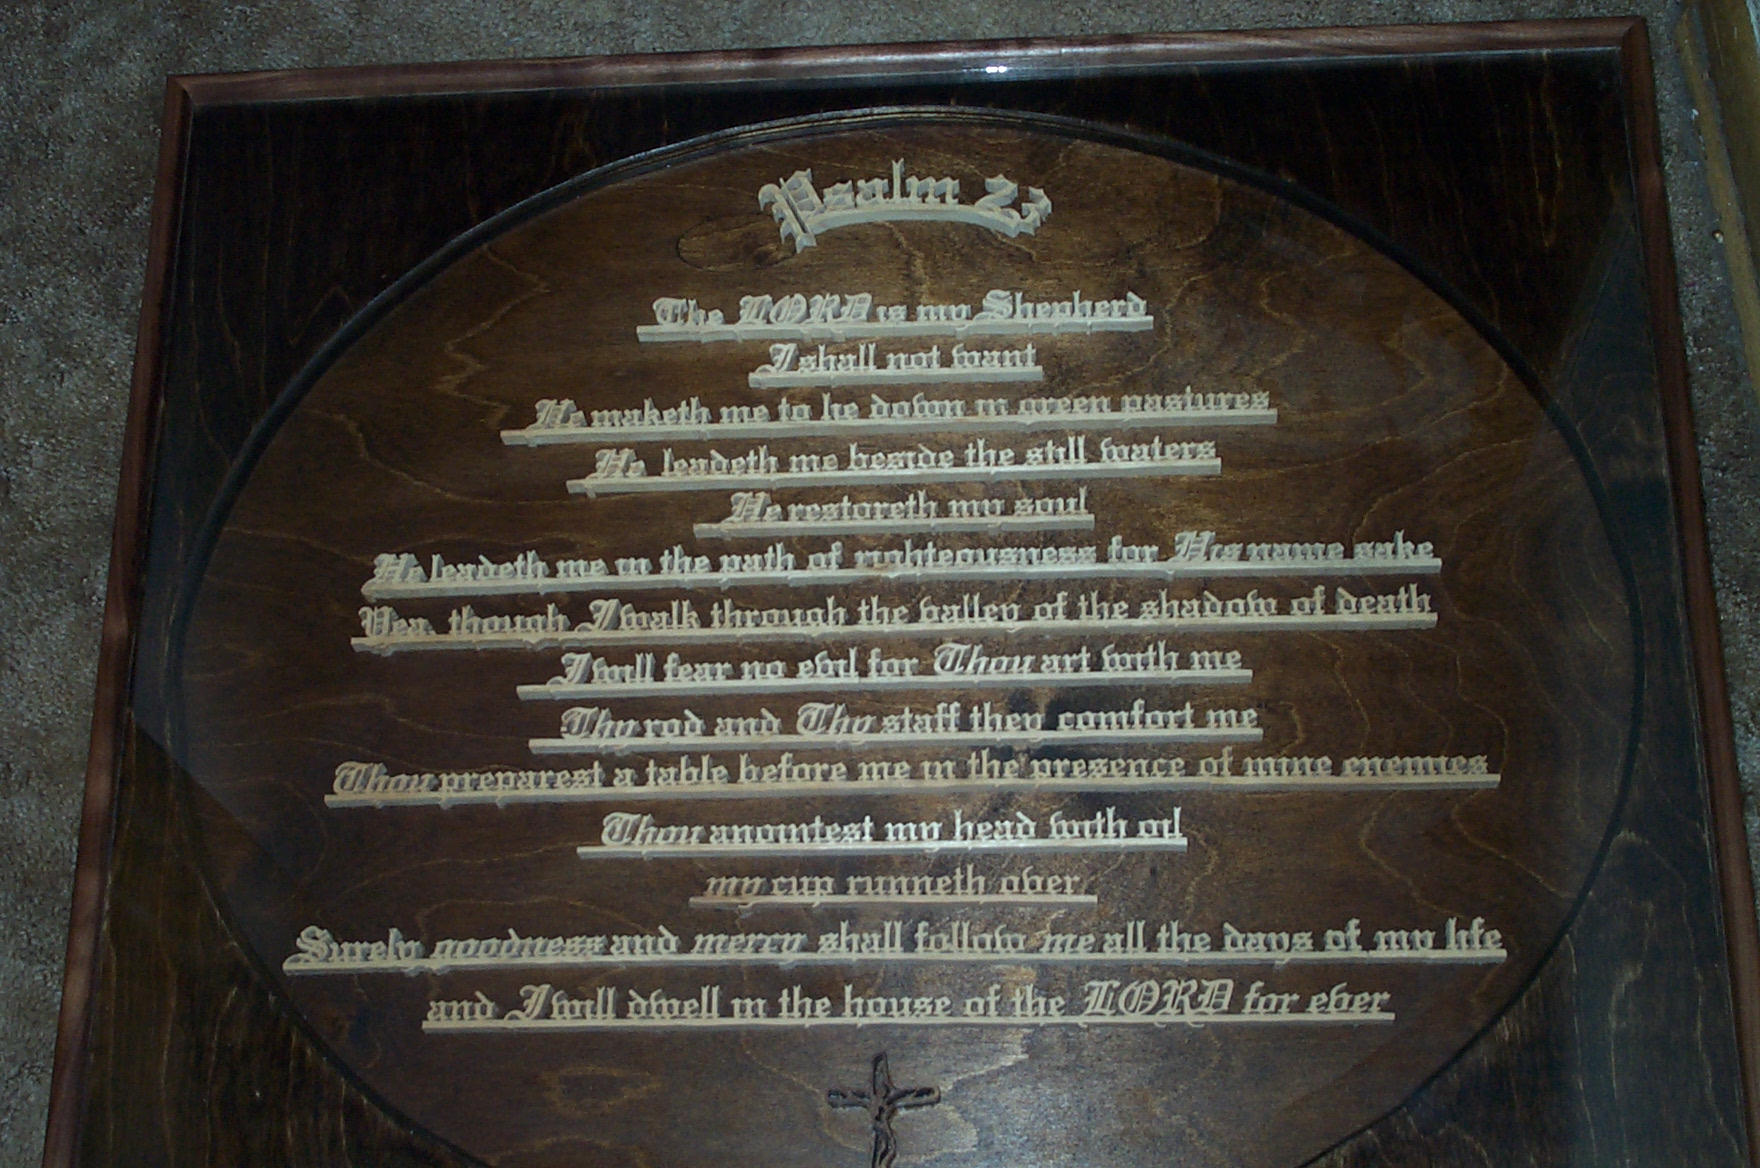 Psalm 23
The LORD is my Shepherd
I shall not want
He maketh me to lie down in green pastures
He leadeth me beside the still waters
He restoreth my soul
He leadeth me in the path of righteousness for His name sake
Yea though I walk through the valley of the shadow of death
I will fear no evil for Thou art with me
Thy rod and Thy staff they comfort me
Thou preparest a table before me in the presence of mine enemies
Thou anointest my head with oil
my cup runneth over
Surely goodness and mercy shall follow me all the days of my life
and I will dwell in the house of the LORD for ever